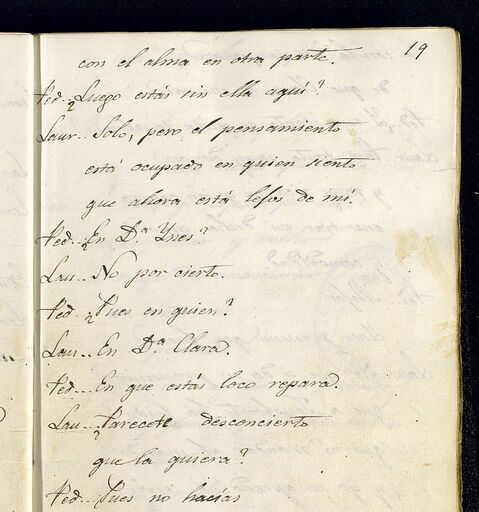 19
con el alma en otra parte.
Ped... ¿Luego estás sin ella aquí?
Laur.. Solo, pero el pensamiento
está ocupado en quien siento
que ahora está lejos de mí.
Ped... ¿En D.ª Ynes?
Lau... No por cierto.
Ped... ¿Pues en quien?
Lau... En D.ª Clara.
Ped... En que estás loco repara.
Lau... ¿Parecete desconcierto
que la quiera?
Ped... Pues no hacías